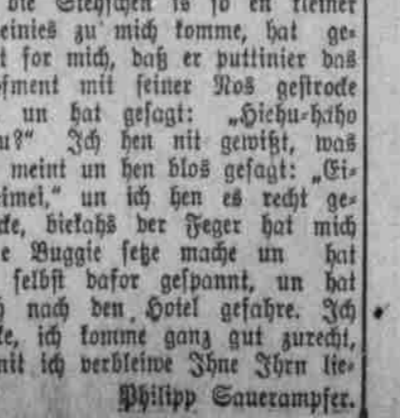 die Stehschen is so en kleiner
einies zu mich komme, hat ge-
t for mich, daß er puttinier das
ofment mit seiner Nos gestrocke
un hat gesagt: „Hiehu-haho
u?“ Ich hen nit gewißt, was
meint un hen blos gesagt: „Ei-
imei,“ un ich hen es recht ge-
cke, biekahs der Feger hat mich
e Buggie setze mache un hat
selbst dafor gespannt, un hat
nach den Hotel gefahre. Ich
ke, ich komme ganz gut zurecht,
mit ich verbleiwe Ihne Ihrn lie-
Philipp Sauerampfer.